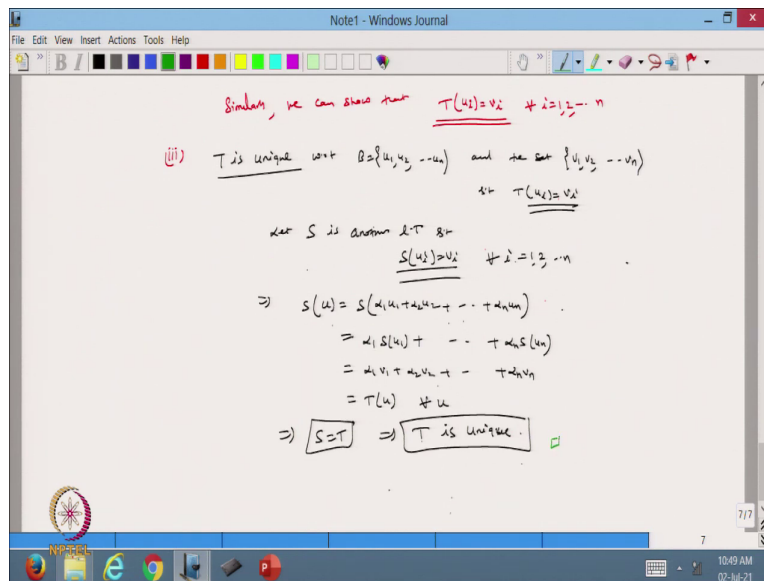 Note1 - Windows Journal
File Edit View Insert Actions Tools Help
Similarly, we can show that T(ui)=vi ∀ i=1,2,--n
(iii) T is unique wrt B={u1,u2, --un} and the set {v1,v2, --vn}
s.t T(ui)=vi
Let S is another L.T s.t
S(ui)=vi ∀ i=1,2,--n
⇒ S(u) = S(α1u1+α2u2+ -- +αnun)
= α1S(u1)+ -- +αnS(un)
= α1v1+α2v2+ - +αnvn
= T(u) ∀ u
⇒ S=T ⇒ T is unique.
7/7
7
NPTEL
10:49 AM
02-Jul-21